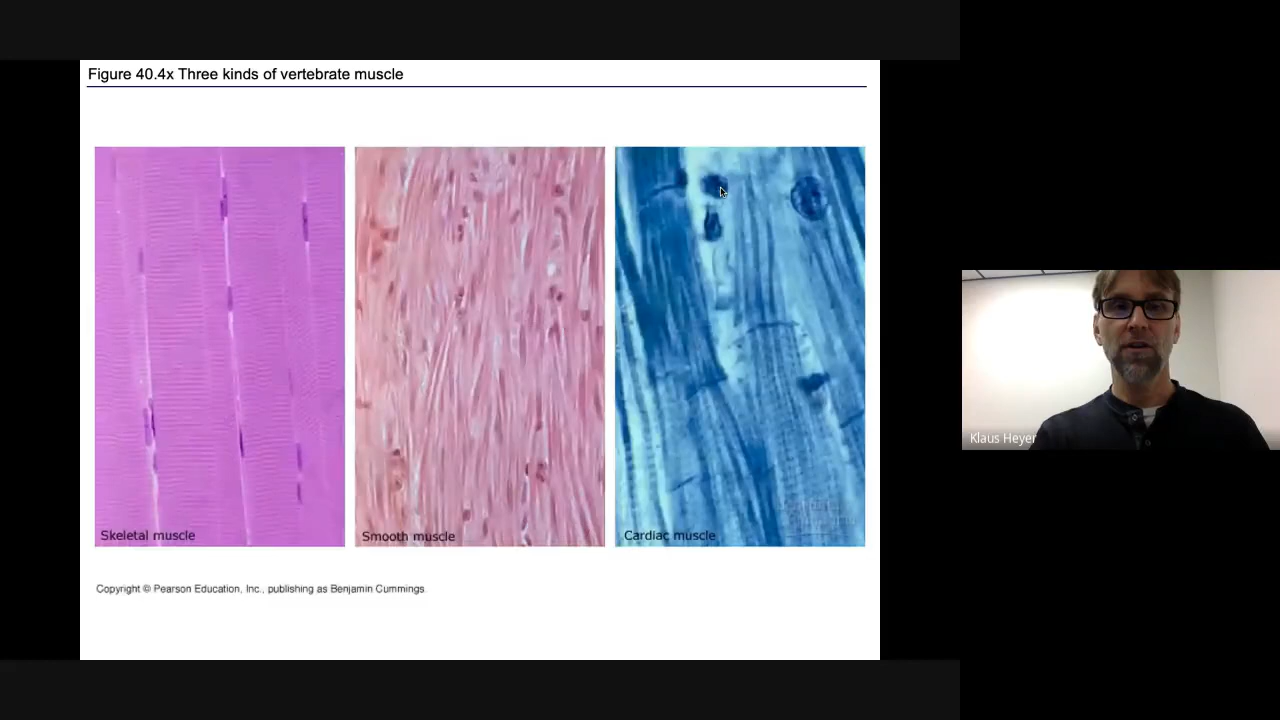 Figure 40.4x Three kinds of vertebrate muscle
Skeletal muscle
Smooth muscle
Cardiac muscle
Copyright © Pearson Education, Inc., publishing as Benjamin Cummings.
Klaus Heyer